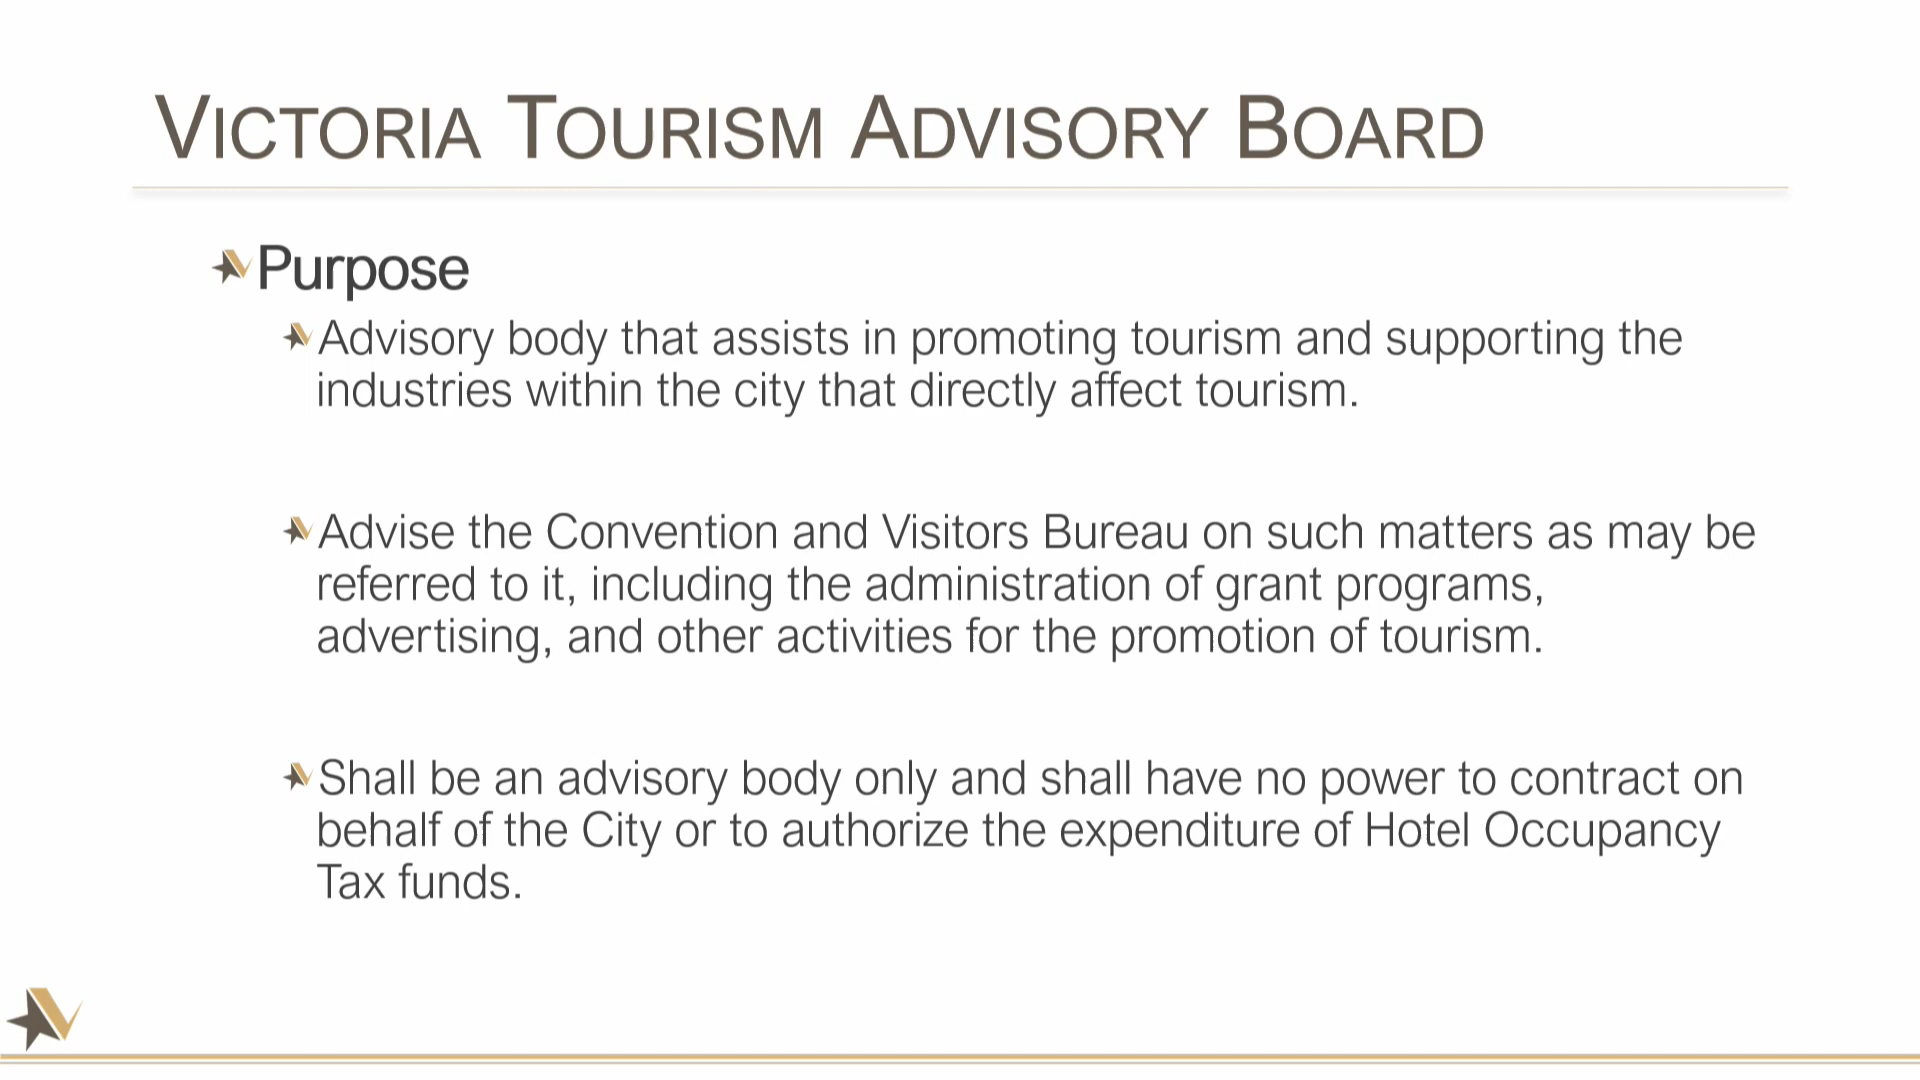 VICTORIA TOURISM ADVISORY BOARD
Purpose
Advisory body that assists in promoting tourism and supporting the
industries within the city that directly affect tourism.
Advise the Convention and Visitors Bureau on such matters as may be
referred to it, including the administration of grant programs,
advertising, and other activities for the promotion of tourism.
Shall be an advisory body only and shall have no power to contract on
behalf of the City or to authorize the expenditure of Hotel Occupancy
Tax funds.